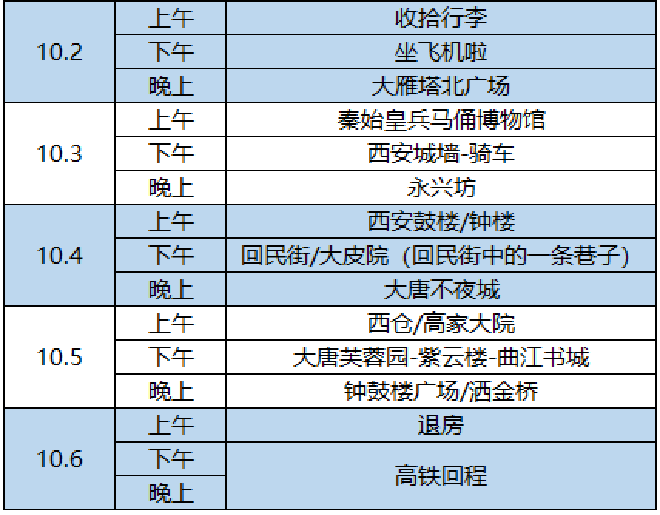 10.2
上午 收拾行李
下午 坐飞机啦
晚上 大雁塔北广场
10.3
上午 秦始皇兵马俑博物馆
下午 西安城墙-骑车
晚上 永兴坊
10.4
上午 西安鼓楼/钟楼
下午 回民街/大皮院（回民街中的一条巷子）
晚上 大唐不夜城
10.5
上午 西仓/高家大院
下午 大唐芙蓉园-紫云楼-曲江书城
晚上 钟鼓楼广场/洒金桥
10.6
上午 退房
下午 高铁回程
晚上